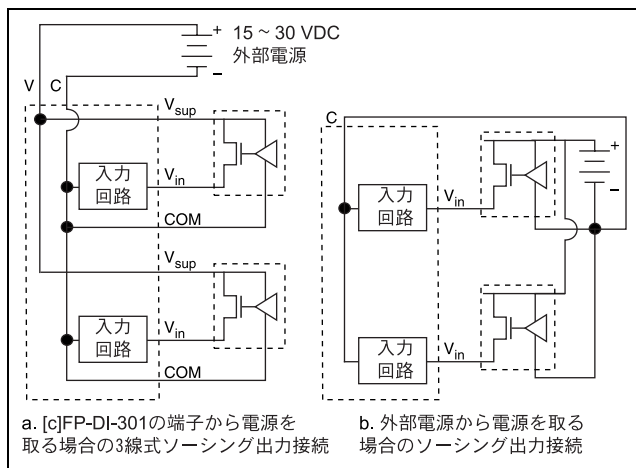 + 15 ~ 30 VDC
外部電源
−
V C
Vsup
入力
回路
Vin
COM
Vsup
入力
回路
Vin
COM
a. [c]FP-DI-301の端子から電源を
取る場合の3線式ソーシング出力接続
C
+
−
入力
回路
Vin
入力
回路
Vin
b. 外部電源から電源を取る
場合のソーシング出力接続